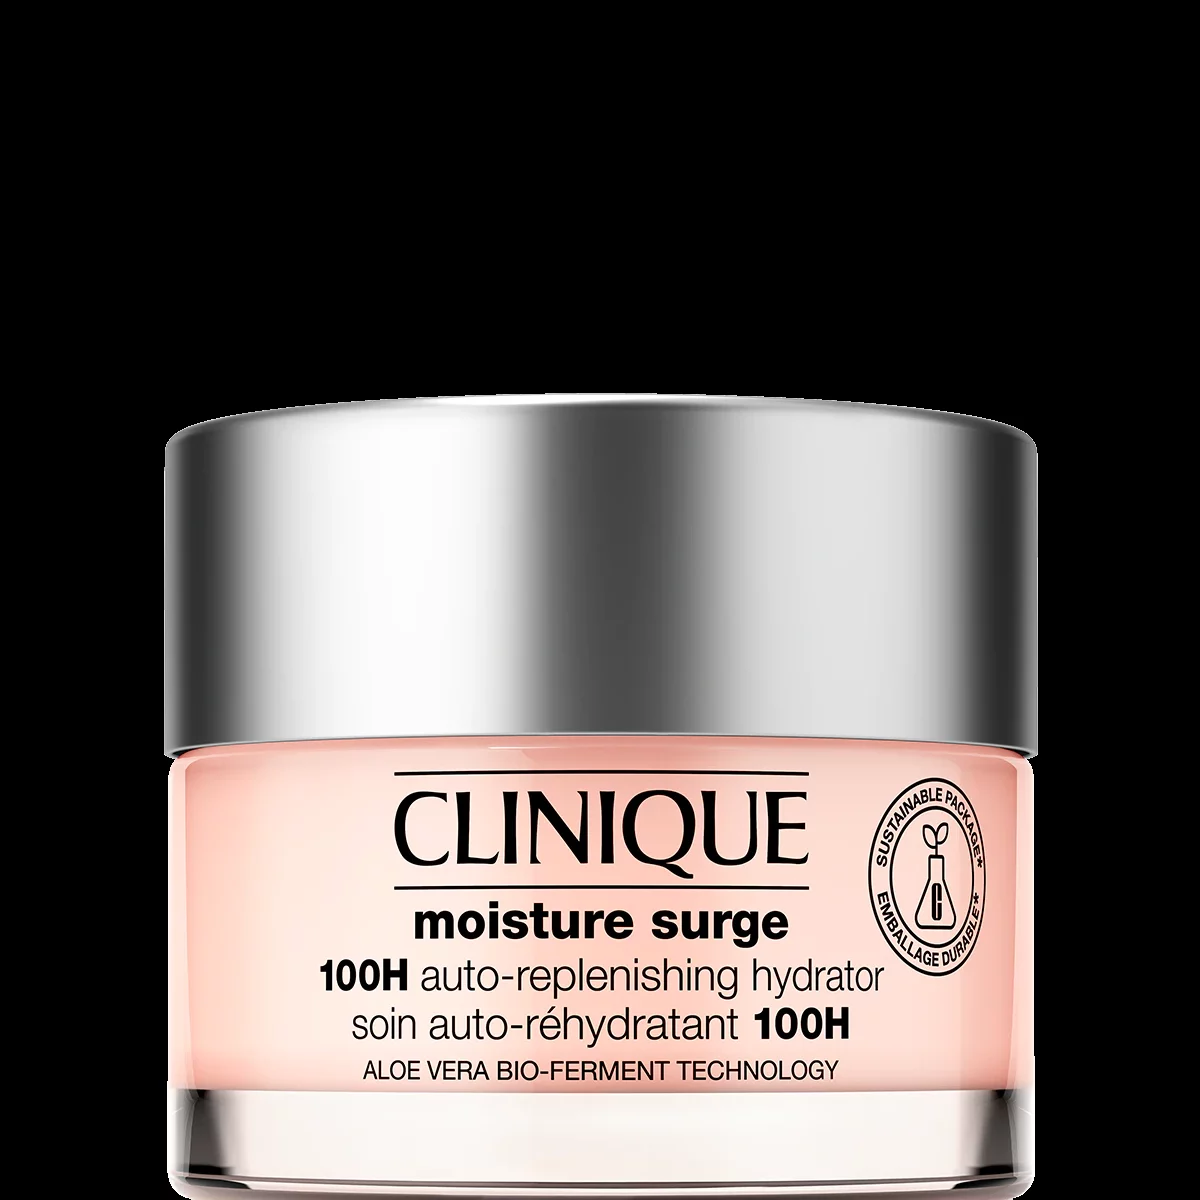 CLINIQUE
moisture surge
100H auto-replenishing hydrator
soin auto-réhydratant 100H
ALOE VERA BIO-FERMENT TECHNOLOGY
SUSTAINABLE PACKAGE*
C
EMBALLAGE DURABLE*